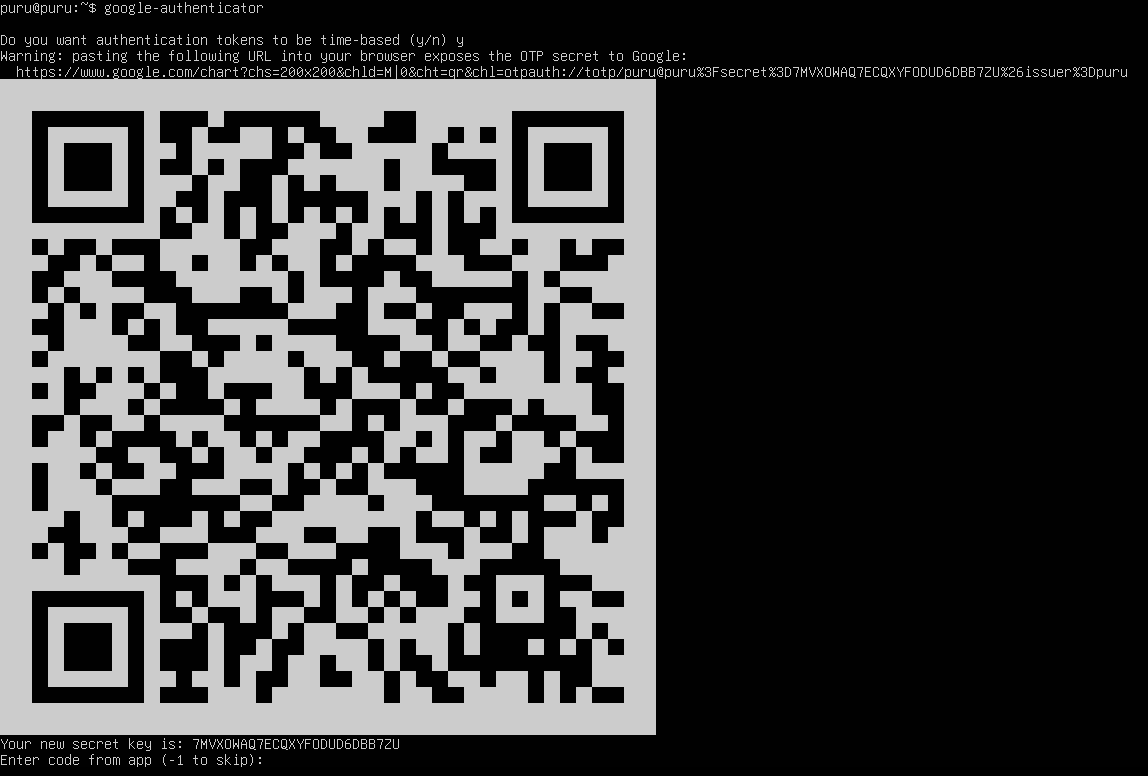 puru@puru:~$ google-authenticator
Do you want authentication tokens to be time-based (y/n) y
Warning: pasting the following URL into your browser exposes the OTP secret to Google:
https://www.google.com/chart?chs=200x200&chld=M|0&cht=qr&chl=otpauth://totp/puru@puru%3Fsecret%3D7MVXOWAQ7ECQXYFODUD6DBB7ZU%26issuer%3Dpuru
Your new secret key is: 7MVXOWAQ7ECQXYFODUD6DBB7ZU
Enter code from app (-1 to skip):